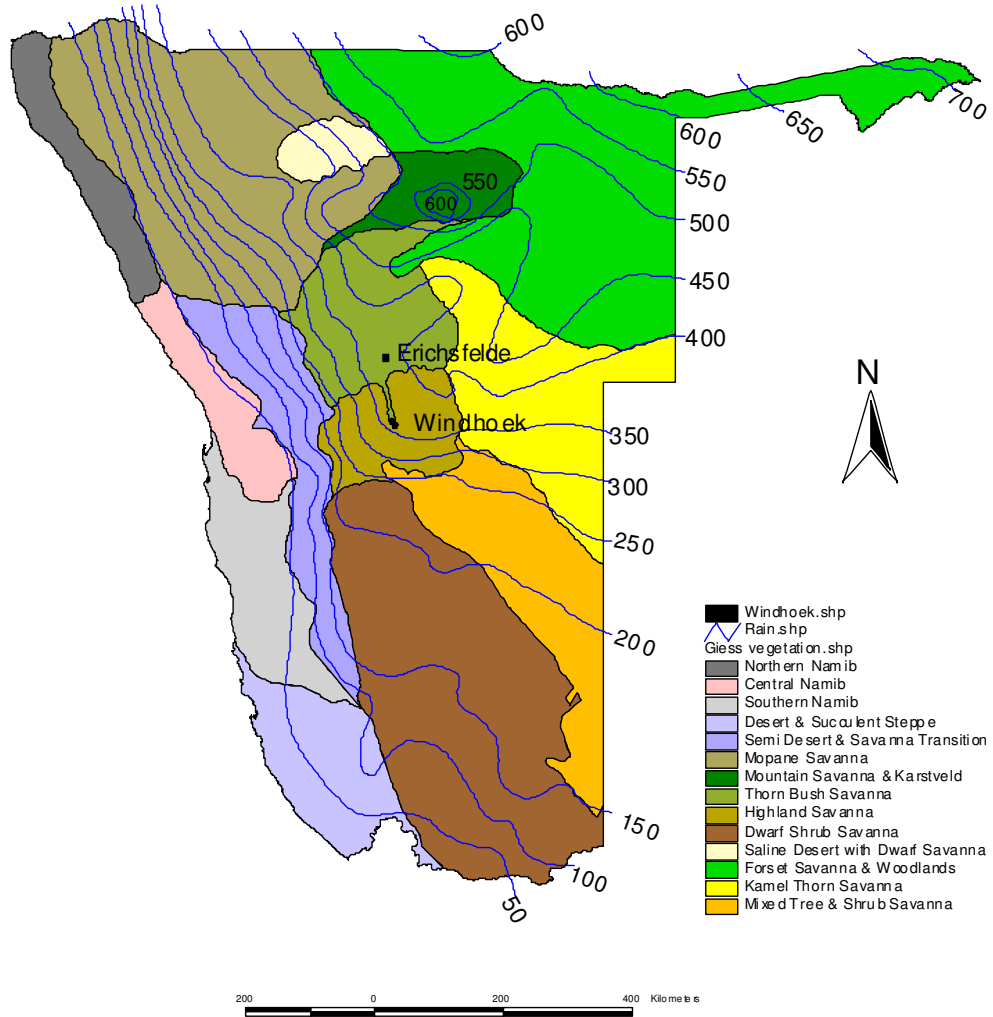 600
700
650
600
550
550
600
500
450
400
Erichsfelde
N
Windhoek
350
300
250
200
150
100
50
Windhoek.shp
Rain.shp
Giess vegetation.shp
Northern Namib
Central Namib
Southern Namib
Desert & Succulent Steppe
Semi Desert & Savanna Transition
Mopane Savanna
Mountain Savanna & Karstveld
Thorn Bush Savanna
Highland Savanna
Dwarf Shrub Savanna
Saline Desert with Dwarf Savanna
Forset Savanna & Woodlands
Kamel Thorn Savanna
Mixed Tree & Shrub Savanna
200 0 200 400 Kilometers